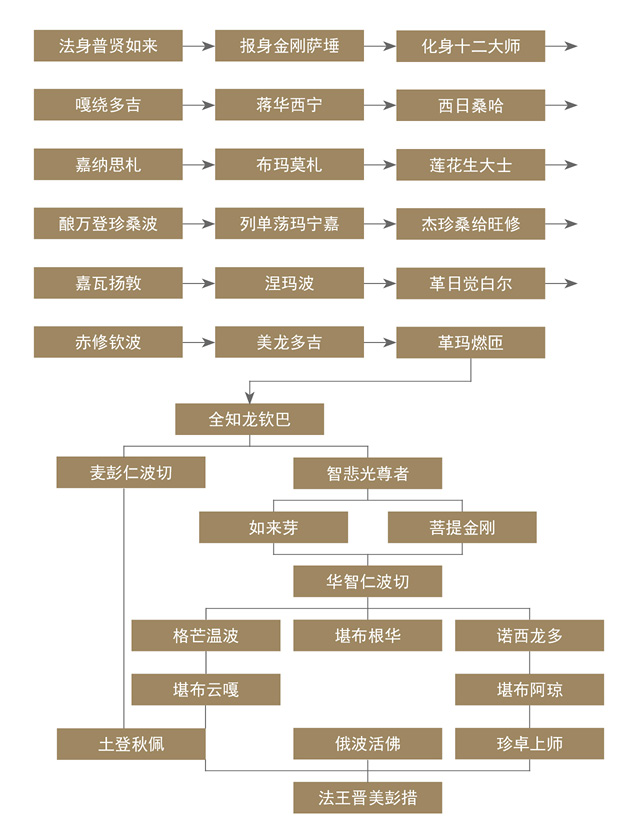 法身普贤如来
报身金刚萨埵
化身十二大师
嘎绕多吉
蒋华西宁
西日桑哈
嘉纳思札
布玛莫札
莲花生大士
酿万登珍桑波
列单荡玛宁嘉
杰珍桑给旺修
嘉瓦扬敦
涅玛波
革日觉白尔
赤修钦波
美龙多吉
革玛燃匝
全知龙钦巴
麦彭仁波切
智悲光尊者
如来芽
菩提金刚
华智仁波切
格芒温波
堪布根华
诺西龙多
堪布云嘎
堪布阿琼
土登秋佩
俄波活佛
珍卓上师
法王晋美彭措